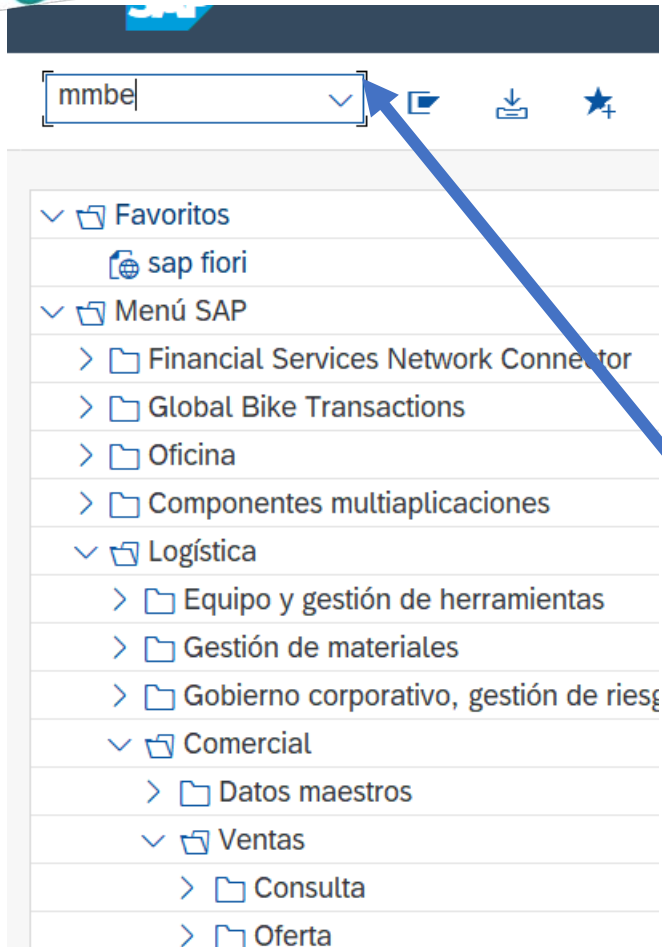 SAP
mmbe
Favoritos
sap fiori
Menú SAP
Financial Services Network Connector
Global Bike Transactions
Oficina
Componentes multiaplicaciones
Logística
Equipo y gestión de herramientas
Gestión de materiales
Gobierno corporativo, gestión de riesg
Comercial
Datos maestros
Ventas
Consulta
Oferta